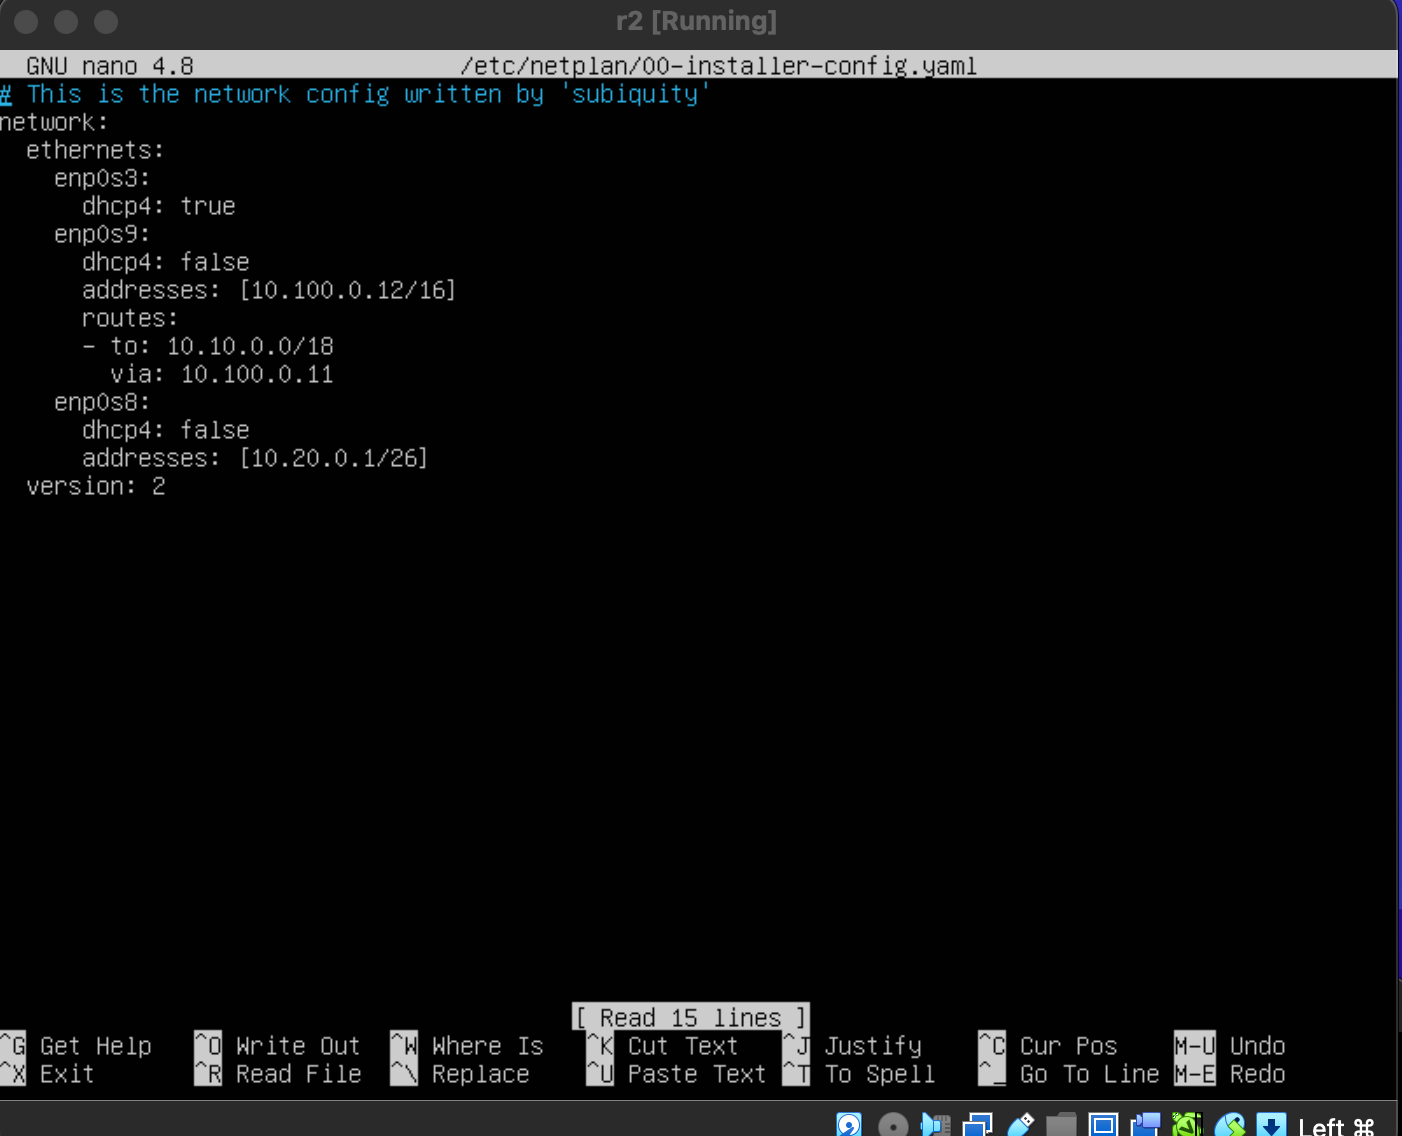 r2 [Running]
GNU nano 4.8 /etc/netplan/00-installer-config.yaml
# This is the network config written by 'subiquity'
network:
  ethernets:
    enp0s3:
      dhcp4: true
    enp0s9:
      dhcp4: false
      addresses: [10.100.0.12/16]
      routes:
      - to: 10.10.0.0/18
        via: 10.100.0.11
    enp0s8:
      dhcp4: false
      addresses: [10.20.0.1/26]
  version: 2
[ Read 15 lines ]
^G Get Help ^O Write Out ^W Where Is ^K Cut Text ^J Justify ^C Cur Pos M-U Undo
^X Exit ^R Read File ^\ Replace ^U Paste Text ^T To Spell ^_ Go To Line M-E Redo
Left ⌘